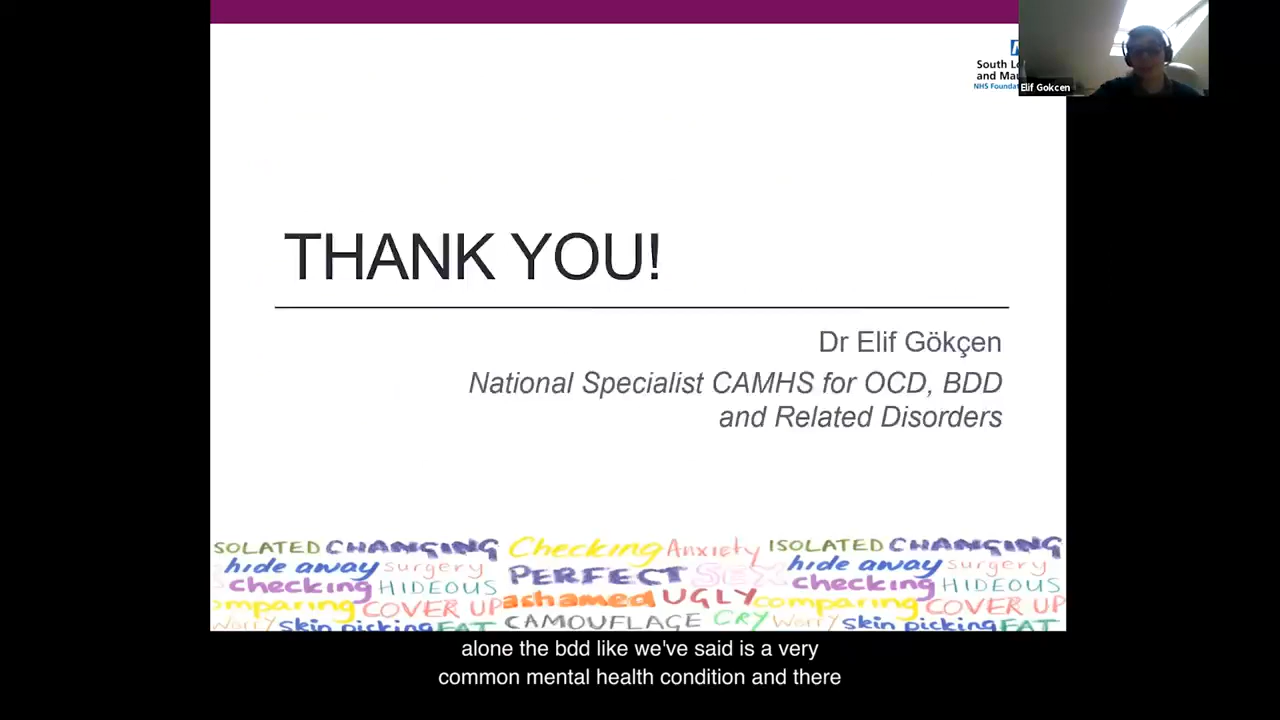 South Lo
and Mau
NHS Foundat
Elif Gokcen
THANK YOU!
Dr Elif Gökçen
National Specialist CAMHS for OCD, BDD
and Related Disorders
SOLATED CHANGING Checking Anxiety ISOLATED CHANGING
hide away surgery PERFECT hide away surgery
checking HIDEOUS ashamed UGLY checking HIDEOUS
omparing COVER UP CAMOUFLAGE CRY comparing COVER UP
Worry skin picking FAT Worry skin picking FAT
alone the bdd like we've said is a very
common mental health condition and there